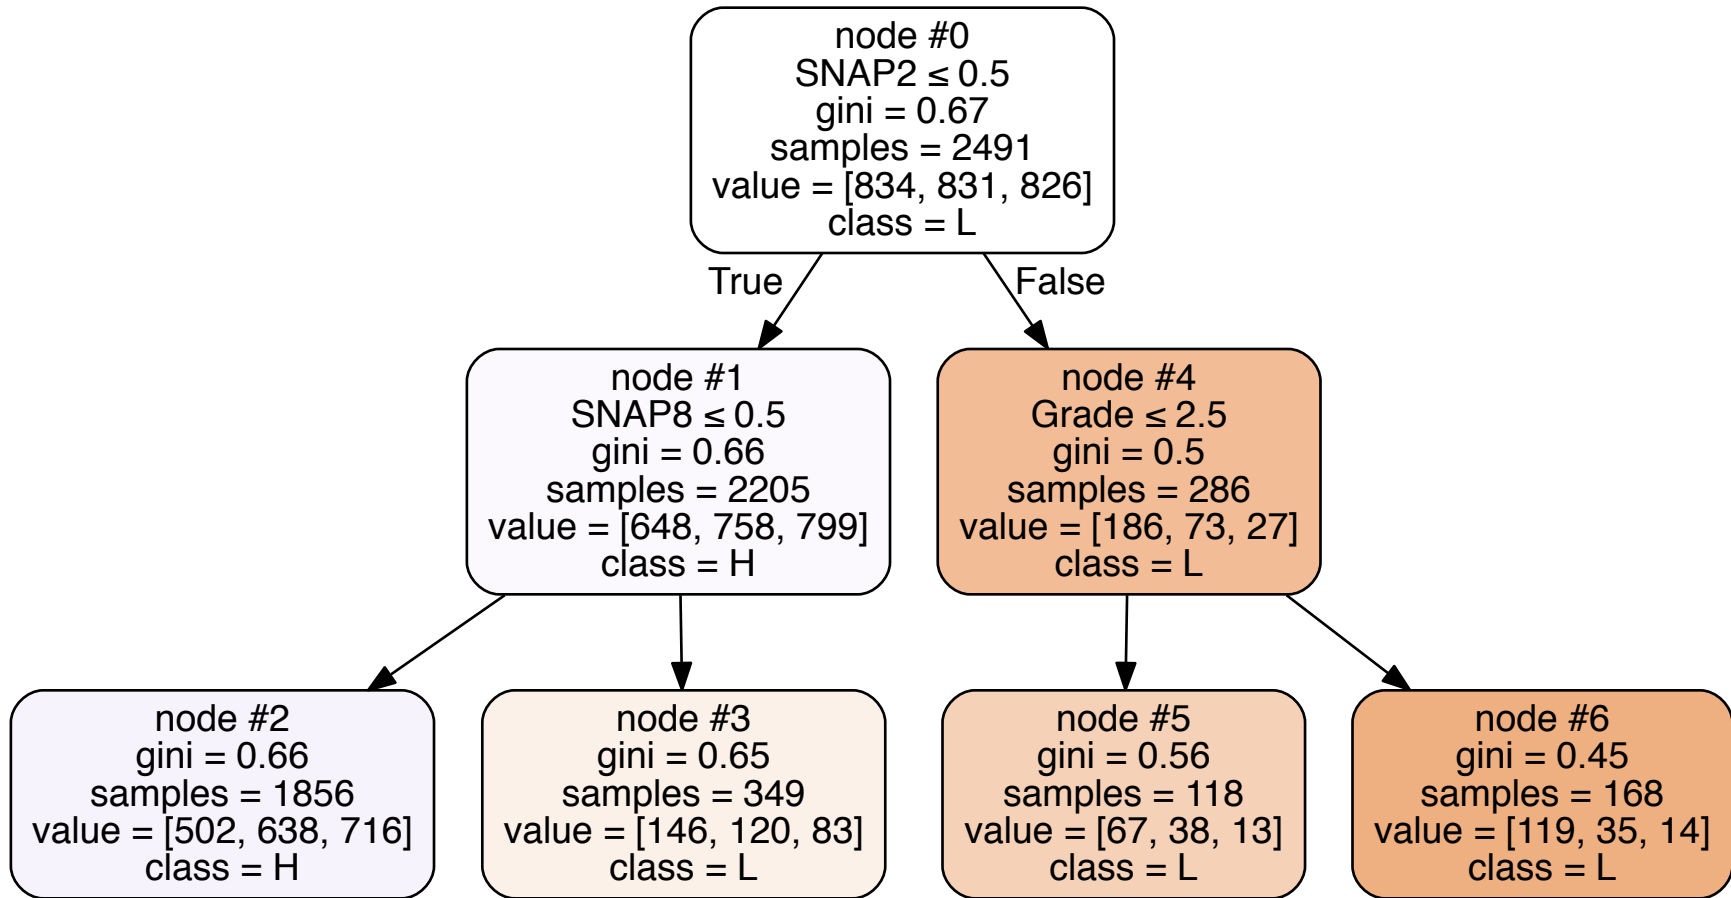 node #0
SNAP2 ≤ 0.5
gini = 0.67
samples = 2491
value = [834, 831, 826]
class = L
True
False
node #1
SNAP8 ≤ 0.5
gini = 0.66
samples = 2205
value = [648, 758, 799]
class = H
node #4
Grade ≤ 2.5
gini = 0.5
samples = 286
value = [186, 73, 27]
class = L
node #2
gini = 0.66
samples = 1856
value = [502, 638, 716]
class = H
node #3
gini = 0.65
samples = 349
value = [146, 120, 83]
class = L
node #5
gini = 0.56
samples = 118
value = [67, 38, 13]
class = L
node #6
gini = 0.45
samples = 168
value = [119, 35, 14]
class = L